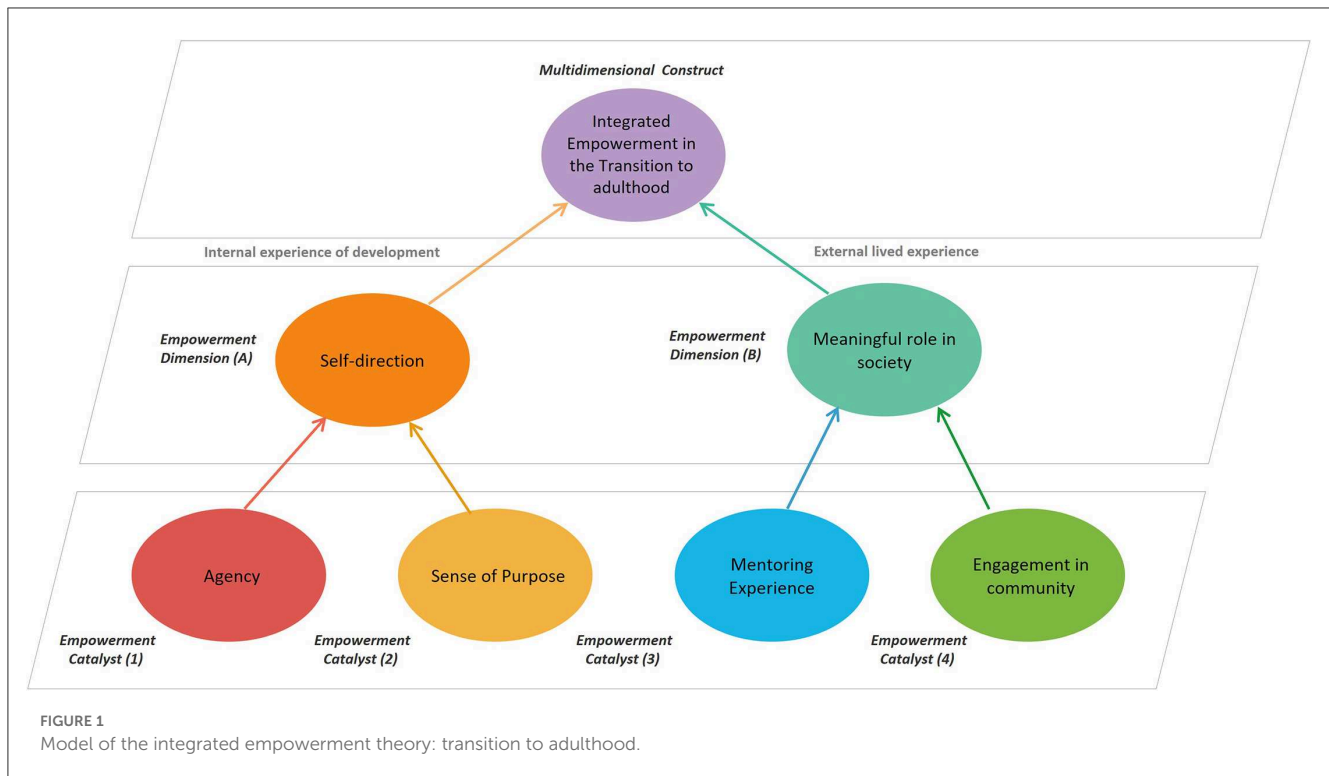 Multidimensional Construct
Integrated
Empowerment in
the Transition to
adulthood
Internal experience of development
External lived experience
Empowerment
Dimension (A)
Self-direction
Empowerment
Dimension (B)
Meaningful role in
society
Agency
Sense of Purpose
Mentoring
Experience
Engagement in
community
Empowerment
Catalyst (1)
Empowerment
Catalyst (2)
Empowerment
Catalyst (3)
Empowerment
Catalyst (4)
FIGURE 1
Model of the integrated empowerment theory: transition to adulthood.